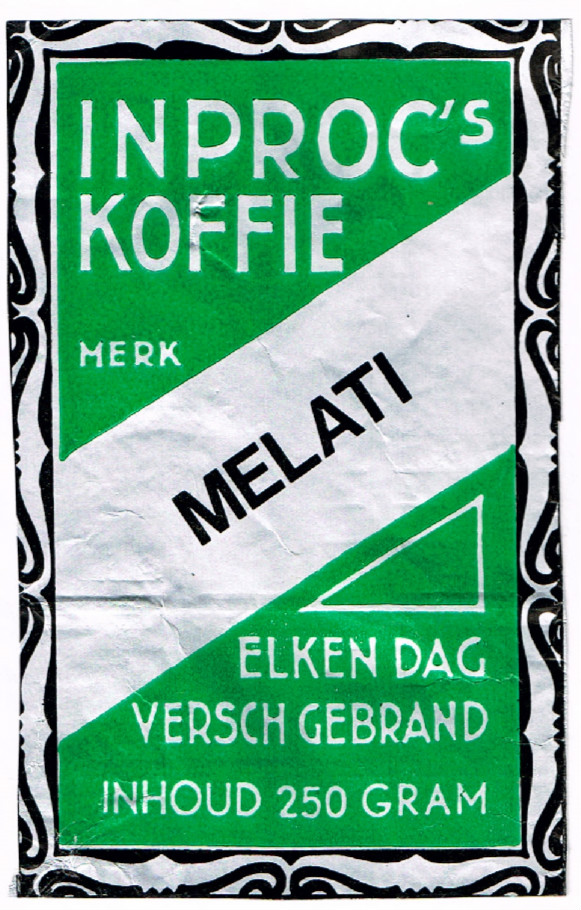 INPROC'S
KOFFIE
MERK
MELATI
ELKEN DAG
VERSCH GEBRAND
INHOUD 250 GRAM